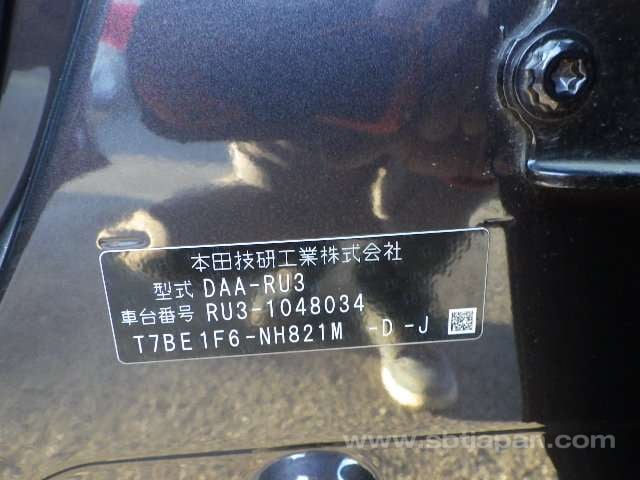 本田技研工業株式会社
型式 DAA-RU3
車台番号 RU3-1048034
T7BE1F6-NH821M -D -J
www.sbtjapan.com